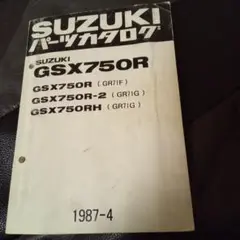 SUZUKI
パーツカタログ
SUZUKI
GSX750R
GSX750R (GR71F)
GSX750R-2 (GR71G)
GSX750RH (GR71G)
1987-4